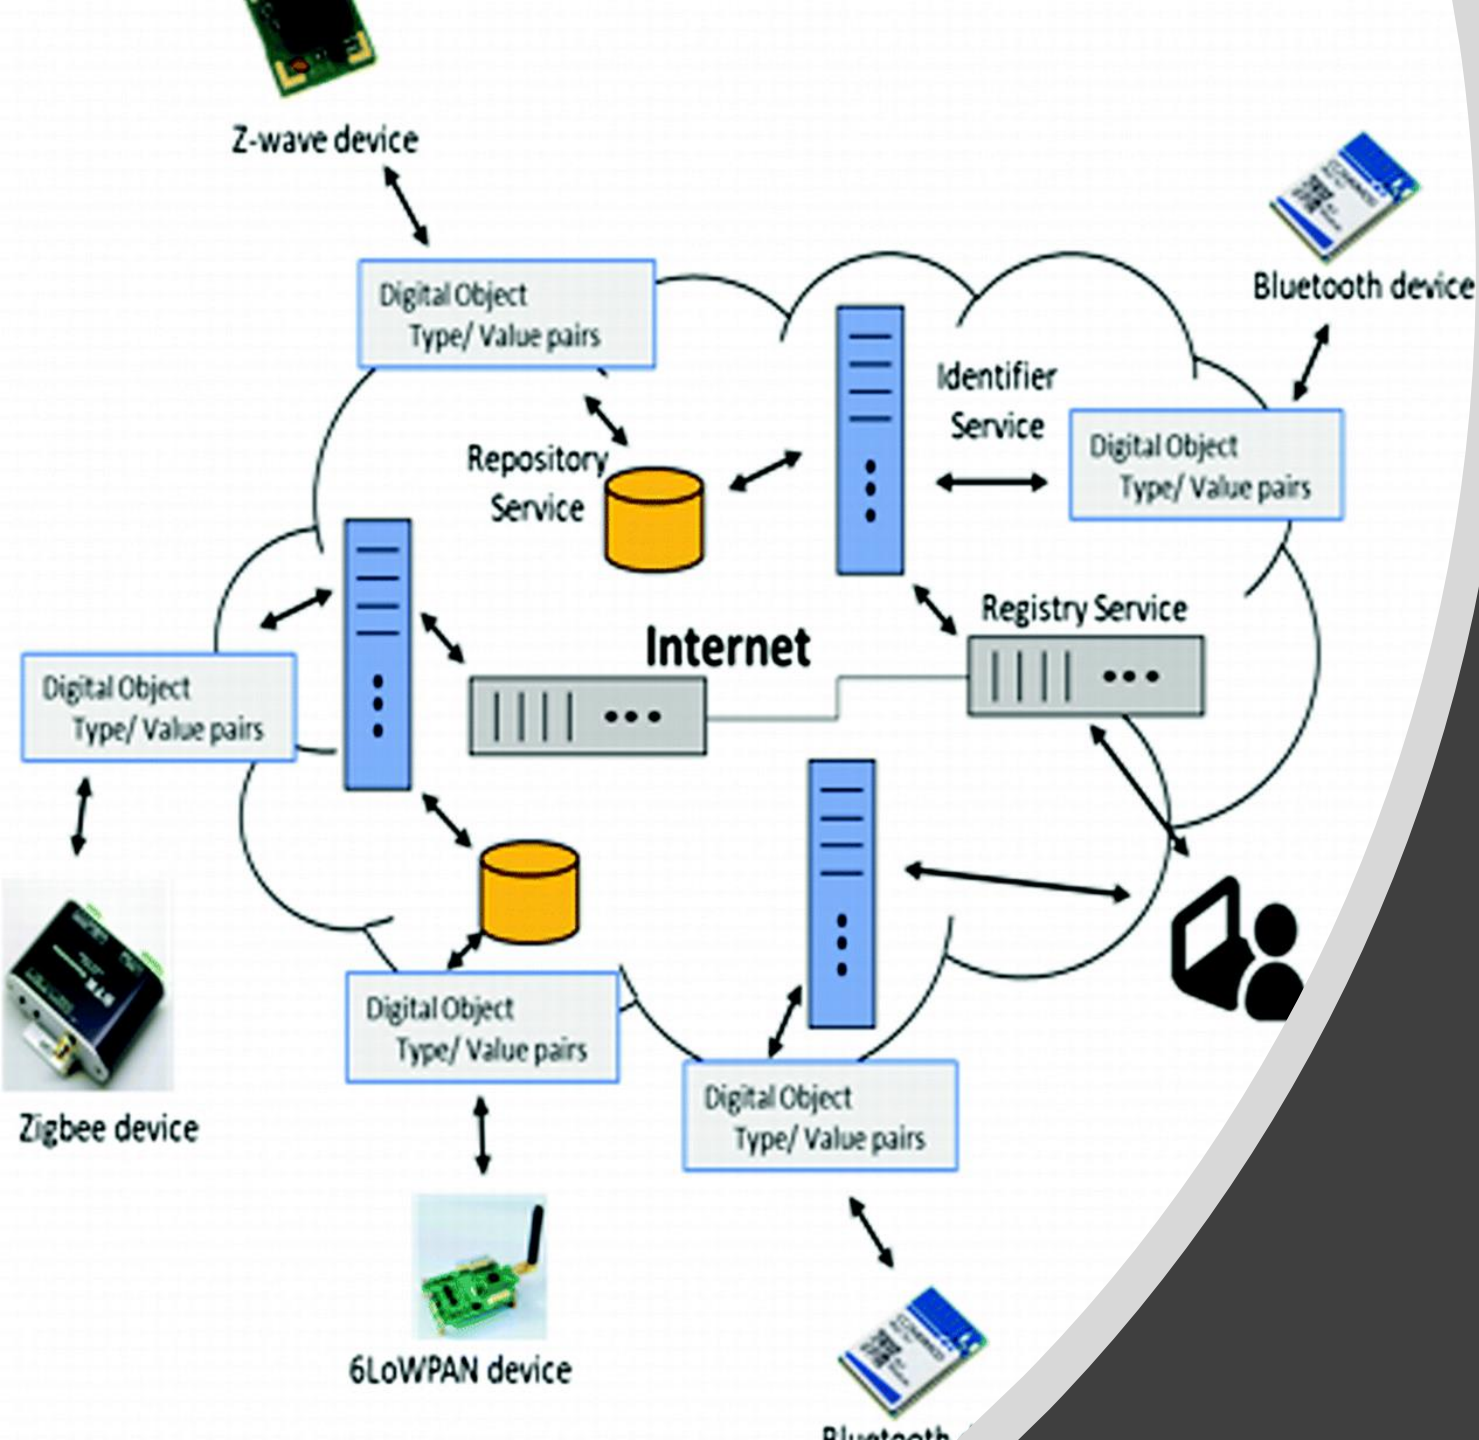 Z-wave device
Bluetooth device
Digital Object
Type/ Value pairs
Identifier
Service
Digital Object
Type/ Value pairs
Repository
Service
Registry Service
Internet
Digital Object
Type/ Value pairs
Digital Object
Type/ Value pairs
Digital Object
Type/ Value pairs
Zigbee device
6LoWPAN device
Bluetooth